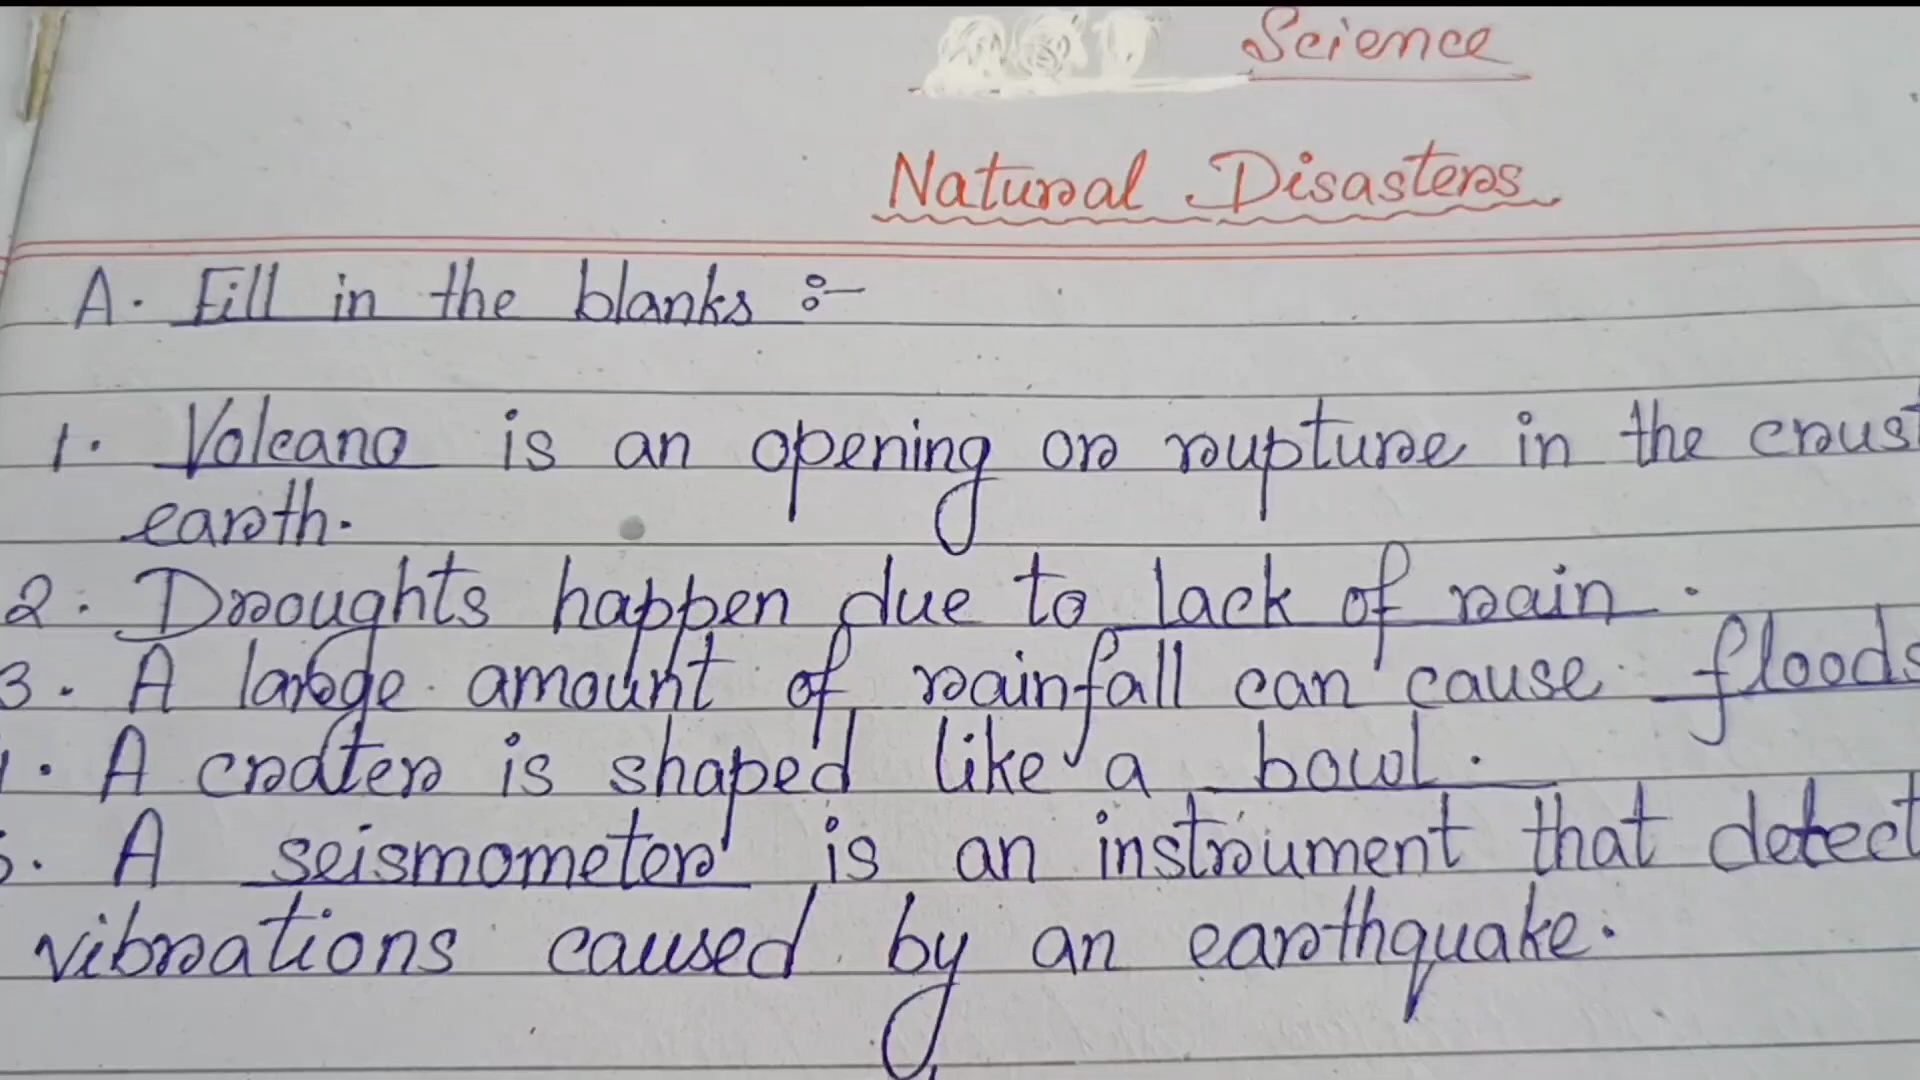 Science
Natural Disasters
A. Fill in the blanks :-
1. Volcano is an opening or rupture in the crust
earth.
2. Droughts happen due to lack of rain.
3. A large amount of rainfall can cause floods
. A crater is shaped like a bowl.
. A seismometer is an instrument that detect
vibrations caused by an earthquake.